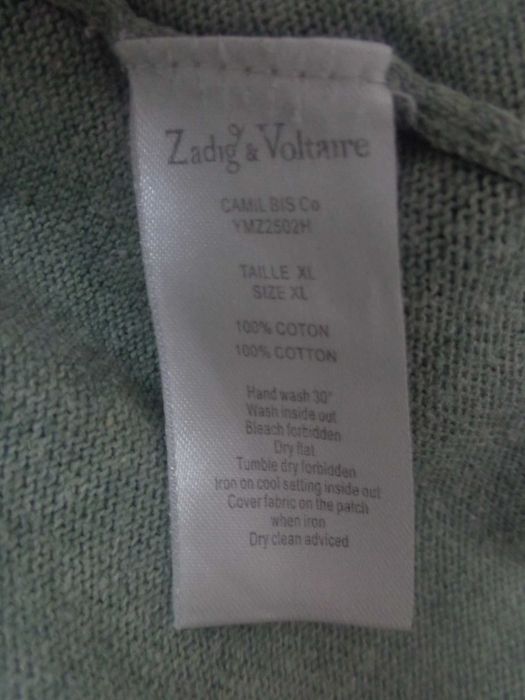 Zadig & Voltaire
CAMIL BIS Co
YMZ2502H
TAILLE XL
SIZE XL
100% COTON
100% COTTON
Hand wash 30°
Wash inside out
Bleach forbidden
Dry flat
Tumble dry forbidden
Iron on cool setting inside out
Cover fabric on the patch
when iron
Dry clean adviced